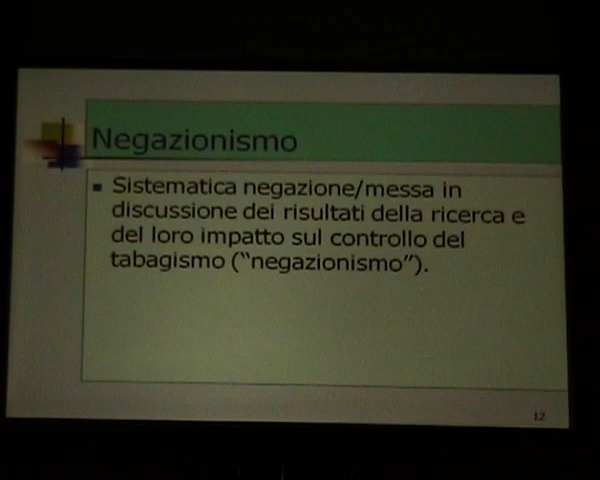 Negazionismo
Sistematica negazione/messa in
discussione dei risultati della ricerca e
del loro impatto sul controllo del
tabagismo (“negazionismo”).
12